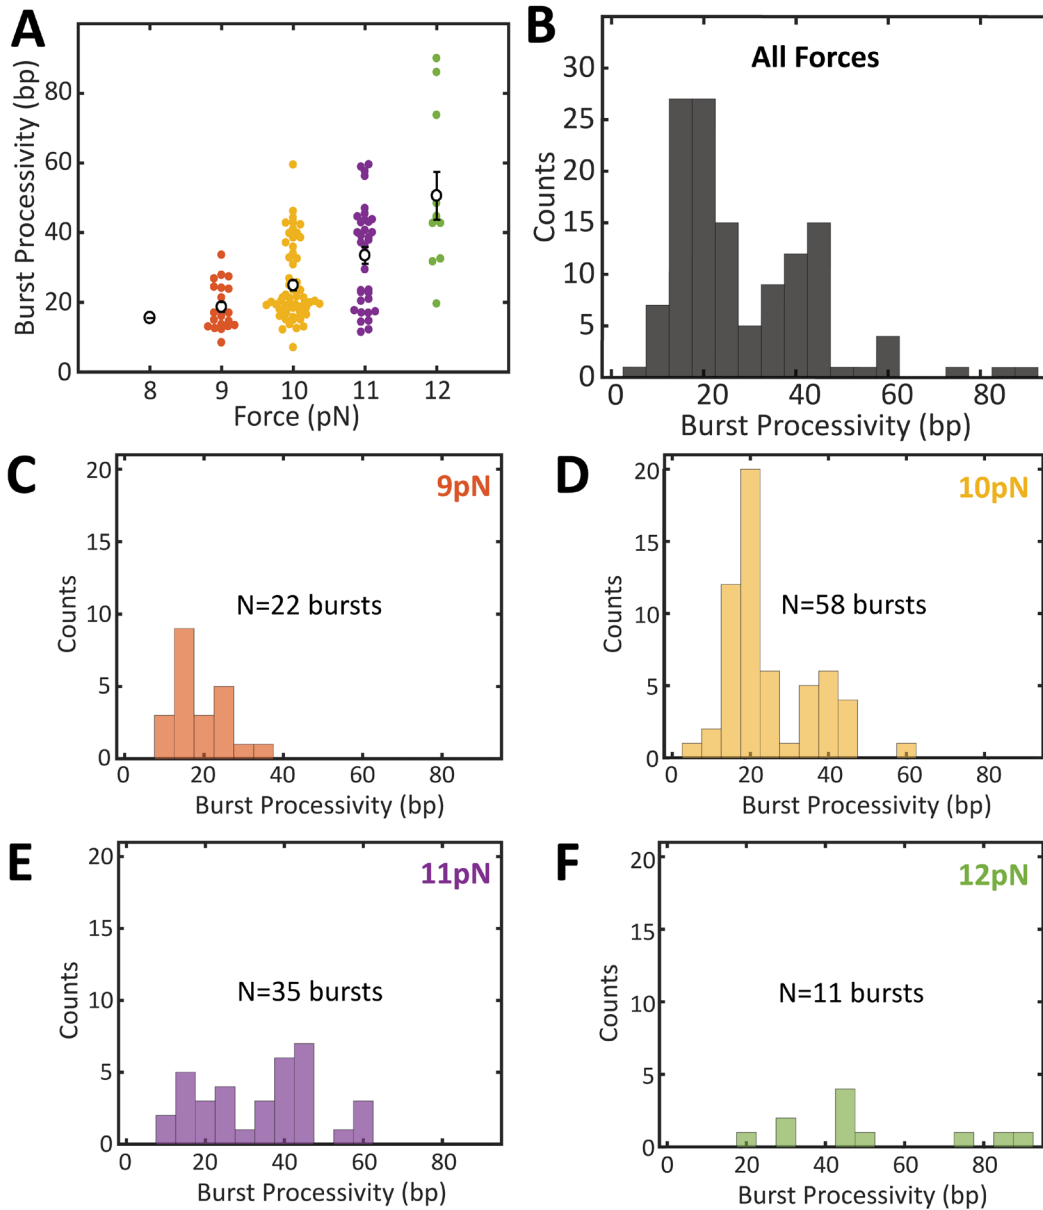 A
Burst Processivity (bp)
80
60
40
20
0
8 9 10 11 12
Force (pN)
B
All Forces
Counts
30
25
20
15
10
5
0
0 20 40 60 80
Burst Processivity (bp)
C
9pN
N=22 bursts
Counts
20
15
10
5
0
0 20 40 60 80
Burst Processivity (bp)
D
10pN
N=58 bursts
Counts
20
15
10
5
0
0 20 40 60 80
Burst Processivity (bp)
E
11pN
N=35 bursts
Counts
20
15
10
5
0
0 20 40 60 80
Burst Processivity (bp)
F
12pN
N=11 bursts
Counts
20
15
10
5
0
0 20 40 60 80
Burst Processivity (bp)